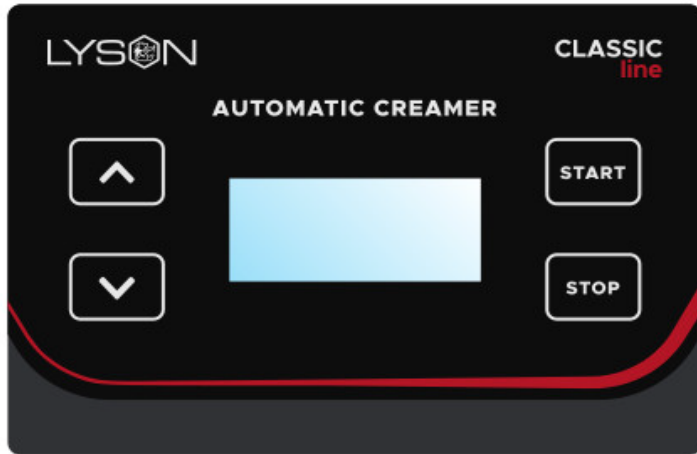 LYSON
CLASSIC
line
AUTOMATIC CREAMER
START
STOP